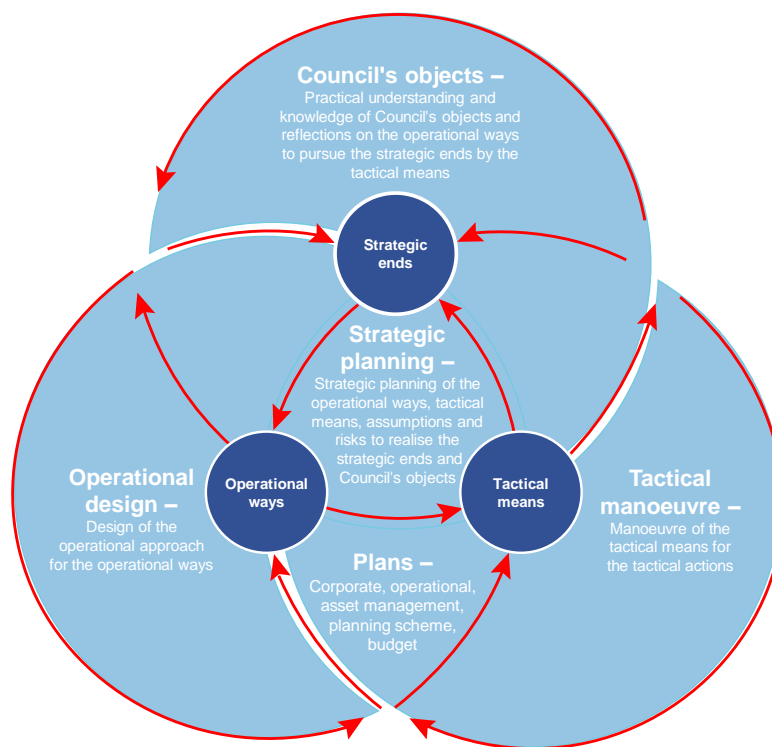 Council's objects –
Practical understanding and
knowledge of Council's objects and
reflections on the operational ways
to pursue the strategic ends by the
tactical means
Strategic
ends
Strategic
planning –
Strategic planning of the
operational ways, tactical
means, assumptions and
risks to realise the
strategic ends and
Council's objects
Operational
design –
Design of the
operational approach
for the operational ways
Operational
ways
Tactical
means
Tactical
manoeuvre –
Manoeuvre of the
tactical means for
the tactical actions
Plans –
Corporate, operational,
asset management,
planning scheme,
budget